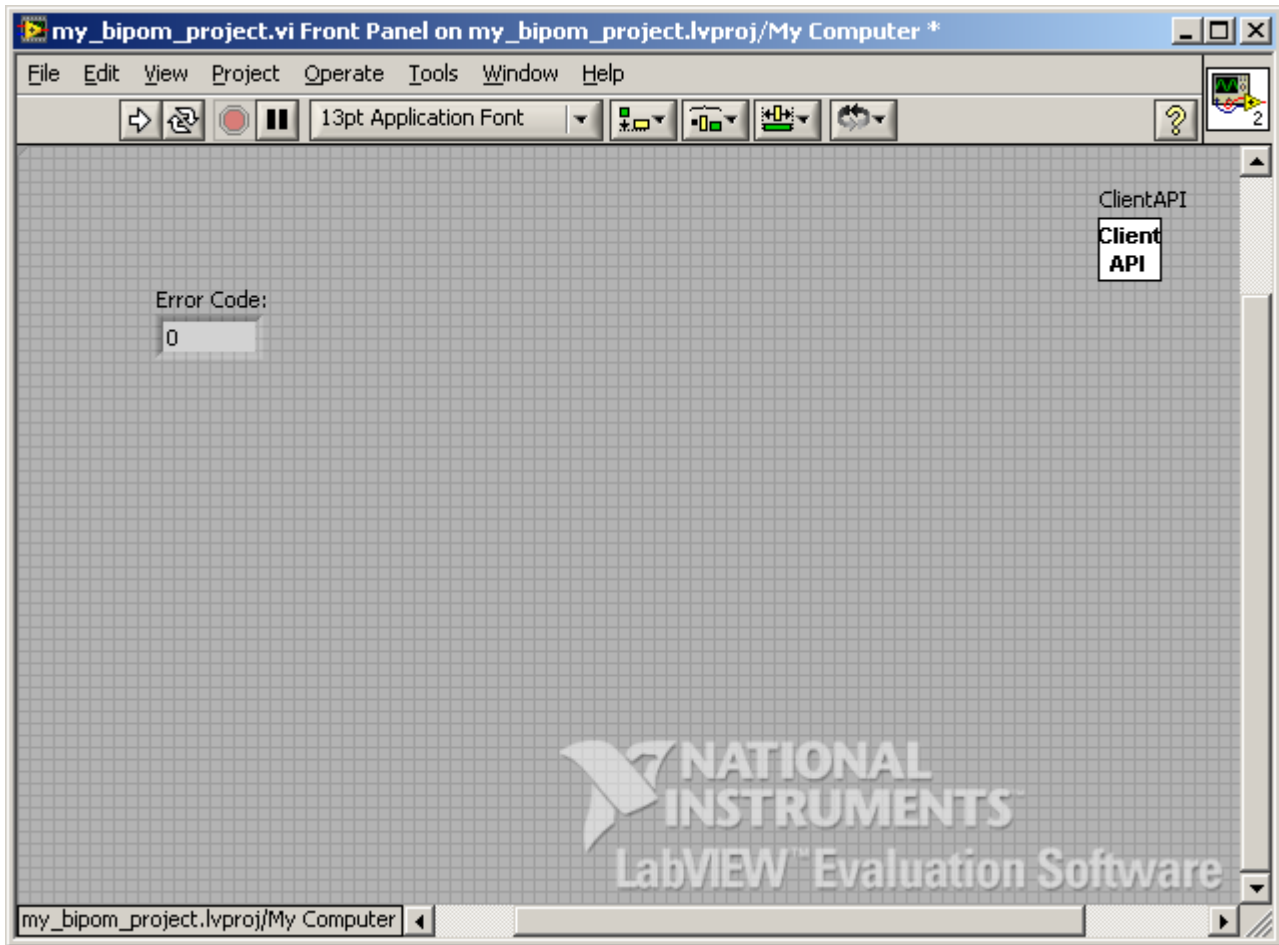 my_bipom_project.vi Front Panel on my_bipom_project.lvproj/My Computer *
File Edit View Project Operate Tools Window Help
13pt Application Font
?
2
ClientAPI
Client
API
Error Code:
0
NATIONAL
INSTRUMENTS
LabVIEW™ Evaluation Software
my_bipom_project.lvproj/My Computer